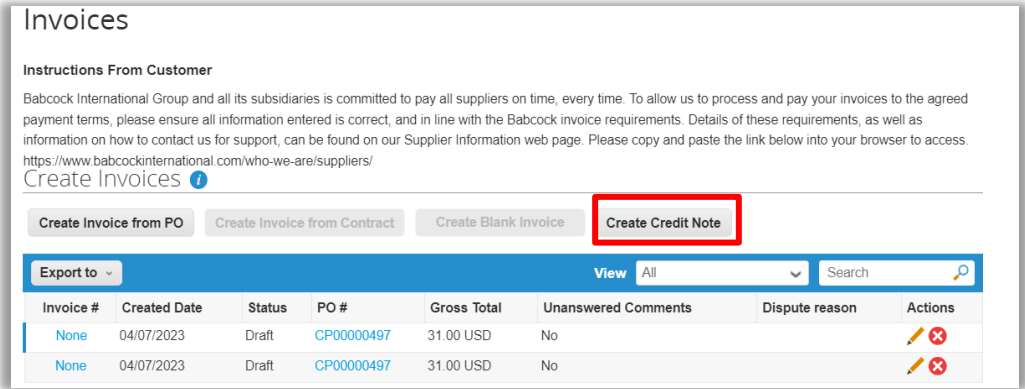 Invoices
Instructions From Customer
Babcock International Group and all its subsidiaries is committed to pay all suppliers on time, every time. To allow us to process and pay your invoices to the agreed
payment terms, please ensure all information entered is correct, and in line with the Babcock invoice requirements. Details of these requirements, as well as
information on how to contact us for support, can be found on our Supplier Information web page. Please copy and paste the link below into your browser to access.
https://www.babcockinternational.com/who-we-are/suppliers/
Create Invoices i
Create Invoice from PO Create Invoice from Contract Create Blank Invoice Create Credit Note
Export to View All Search
Invoice # Created Date Status PO # Gross Total Unanswered Comments Dispute reason Actions
None 04/07/2023 Draft CP00000497 31.00 USD No
None 04/07/2023 Draft CP00000497 31.00 USD No